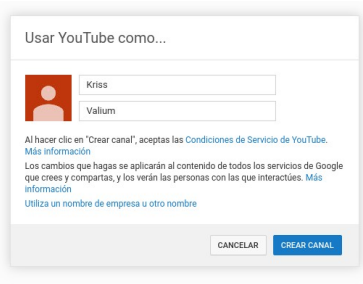 Usar YouTube como...
Kriss
Valium
Al hacer clic en "Crear canal", aceptas las Condiciones de Servicio de YouTube.
Más información
Los cambios que hagas se aplicarán al contenido de todos los servicios de Google
que crees y compartas, y los verán las personas con las que interactúes. Más
información
Utiliza un nombre de empresa u otro nombre
CANCELAR CREAR CANAL